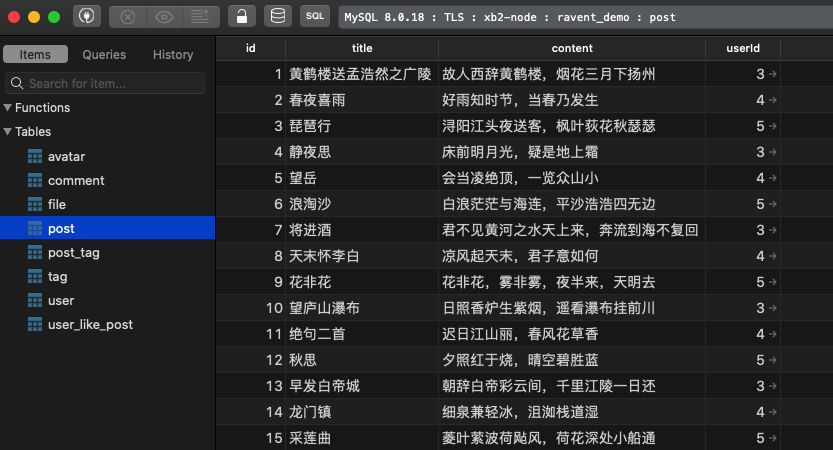 SQL
MySQL 8.0.18 : TLS : xb2-node : ravent_demo : post
Items Queries History
Search for item...
Functions
Tables
avatar
comment
file
post
post_tag
tag
user
user_like_post
id title content userId
1 黄鹤楼送孟浩然之广陵 故人西辞黄鹤楼，烟花三月下扬州 3
2 春夜喜雨 好雨知时节，当春乃发生 4
3 琵琶行 浔阳江头夜送客，枫叶荻花秋瑟瑟 5
4 静夜思 床前明月光，疑是地上霜 3
5 望岳 会当凌绝顶，一览众山小 4
6 浪淘沙 白浪茫茫与海连，平沙浩浩四无边 5
7 将进酒 君不见黄河之水天上来，奔流到海不复回 3
8 天末怀李白 凉风起天末，君子意如何 4
9 花非花 花非花，雾非雾，夜半来，天明去 5
10 望庐山瀑布 日照香炉生紫烟，遥看瀑布挂前川 3
11 绝句二首 迟日江山丽，春风花草香 4
12 秋思 夕照红于烧，晴空碧胜蓝 5
13 早发白帝城 朝辞白帝彩云间，千里江陵一日还 3
14 龙门镇 细泉兼轻冰，沮洳栈道湿 4
15 采莲曲 菱叶萦波荷飐风，荷花深处小船通 5